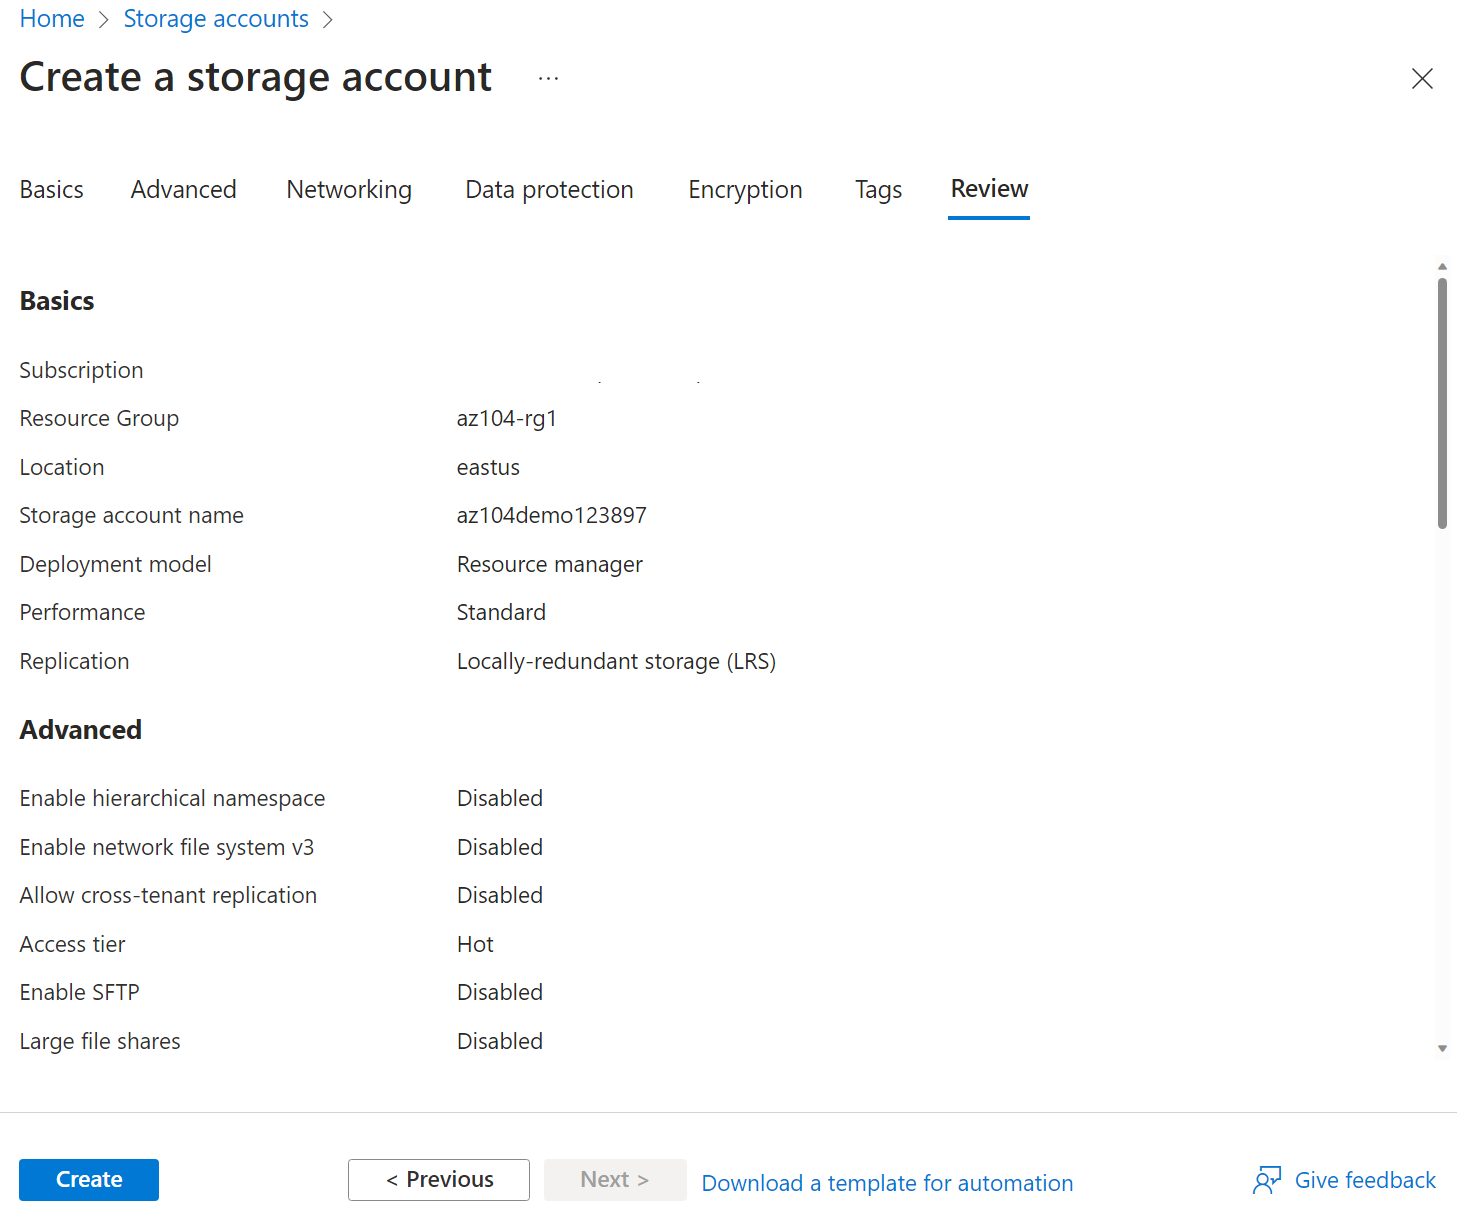 Home > Storage accounts >
Create a storage account ...
Basics Advanced Networking Data protection Encryption Tags Review
Basics
Subscription
Resource Group az104-rg1
Location eastus
Storage account name az104demo123897
Deployment model Resource manager
Performance Standard
Replication Locally-redundant storage (LRS)
Advanced
Enable hierarchical namespace Disabled
Enable network file system v3 Disabled
Allow cross-tenant replication Disabled
Access tier Hot
Enable SFTP Disabled
Large file shares Disabled
Create < Previous Next > Download a template for automation Give feedback